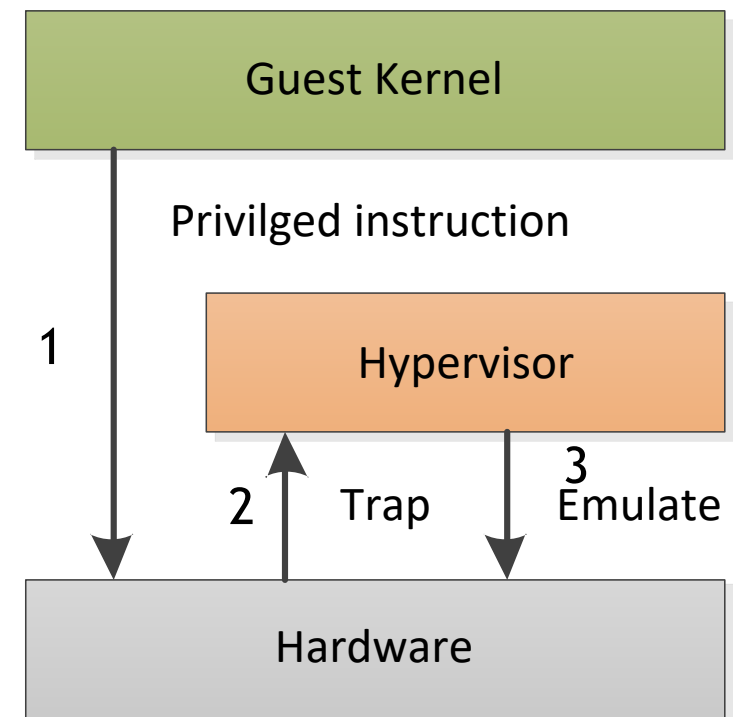 Guest Kernel
Privilged instruction
1
Hypervisor
3
2 Trap Emulate
Hardware